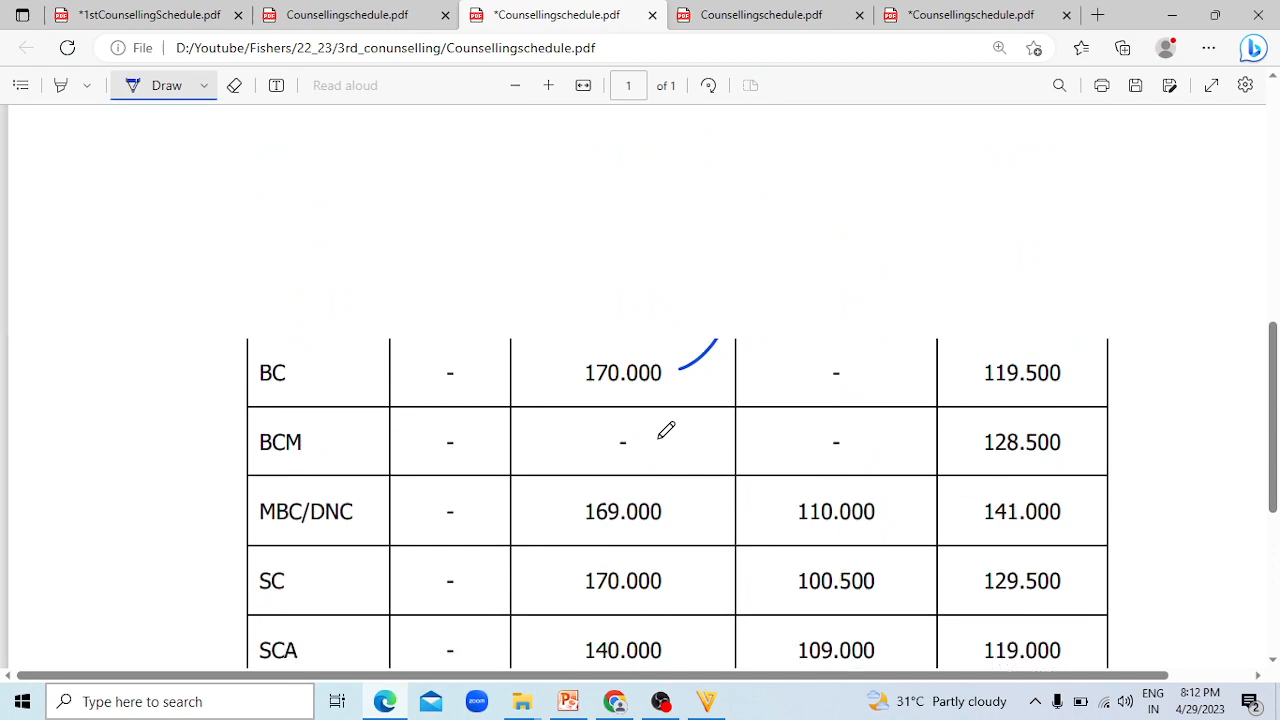 *1stCounsellingSchedule.pdf
Counsellingschedule.pdf
*Counsellingschedule.pdf
Counsellingschedule.pdf
*Counsellingschedule.pdf
File D:/Youtube/Fishers/22_23/3rd_conunselling/Counsellingschedule.pdf
Draw Read aloud 1 of 1
BC - 170.000 - 119.500
BCM - - - 128.500
MBC/DNC - 169.000 110.000 141.000
SC - 170.000 100.500 129.500
SCA - 140.000 109.000 119.000
Type here to search zoom 31°C Partly cloudy ENG 8:12 PM
IN 4/29/2023 2